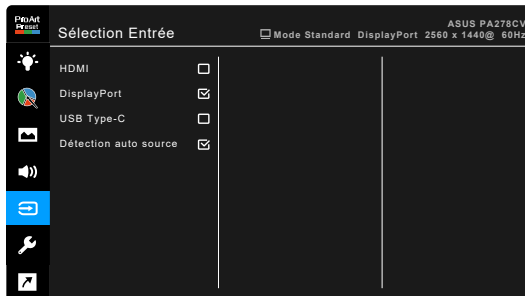 ProArt
Preset
Sélection Entrée
ASUS PA278CV
Mode Standard DisplayPort 2560 x 1440@ 60Hz
HDMI
DisplayPort
USB Type-C
Détection auto source